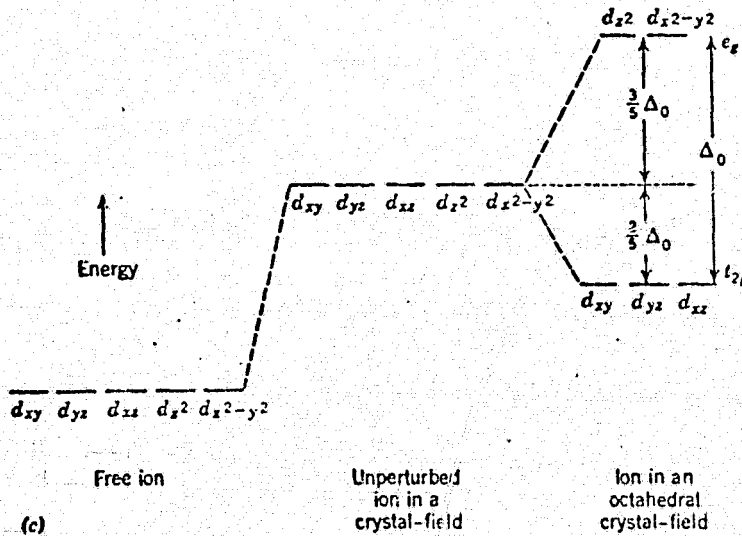 d_z² d_x²-y²
e_g
3/5 Δ₀
Δ₀
d_xy d_yz d_xz d_z² d_x²-y²
2/5 Δ₀
Energy
d_xy d_yz d_xz
d_xy d_yz d_xz d_z² d_x²-y²
Free ion
Unperturbed
ion in a
crystal-field
Ion in an
octahedral
crystal-field
(c)